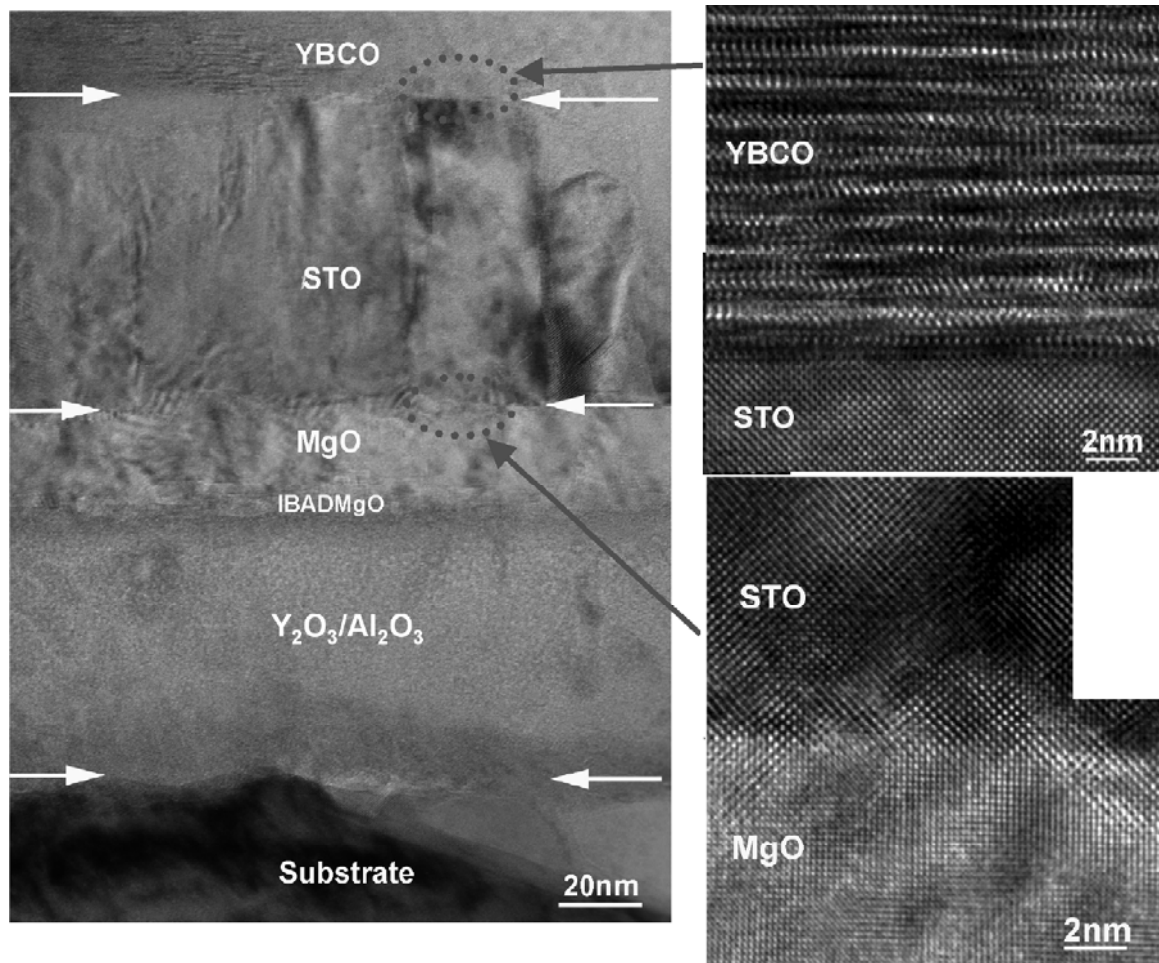 YBCO
STO
MgO
IBADMgO
Y₂O₃/Al₂O₃
Substrate
20nm
YBCO
STO
2nm
STO
MgO
2nm